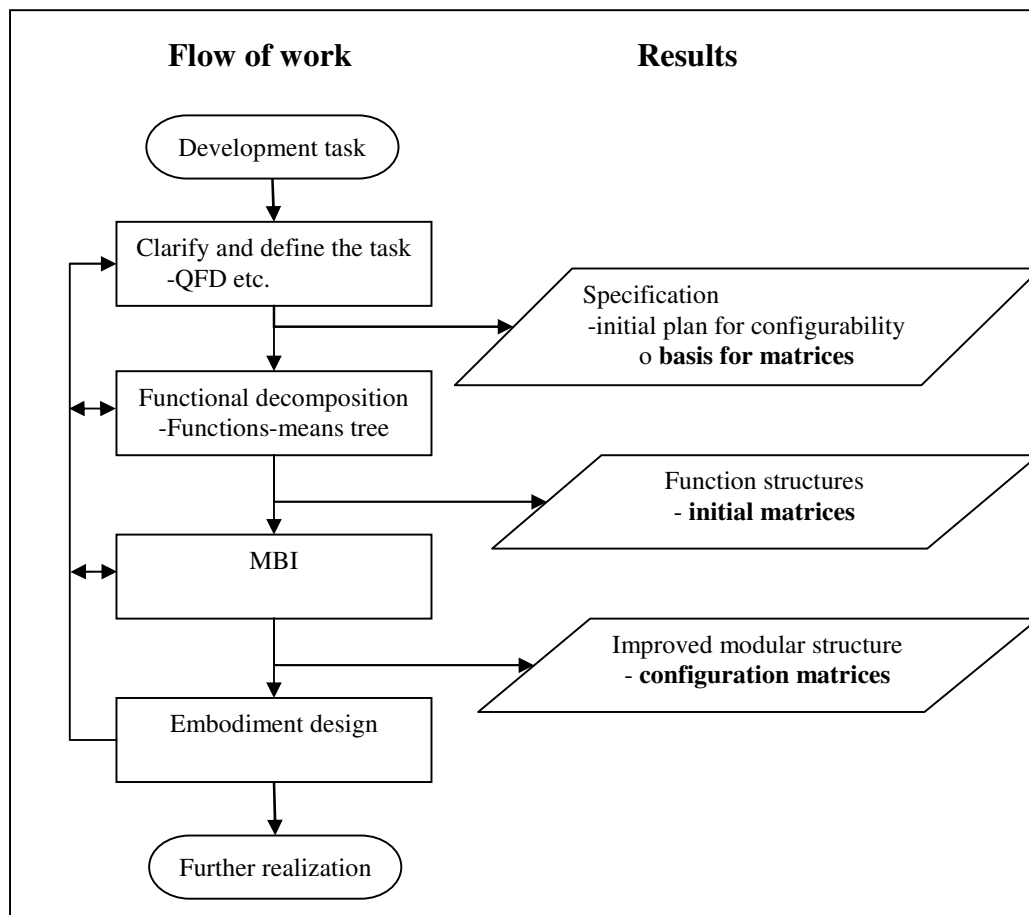 Flow of work
Results
Development task
Clarify and define the task
-QFD etc.
Specification
-initial plan for configurability
o basis for matrices
Functional decomposition
-Functions-means tree
Function structures
- initial matrices
MBI
Improved modular structure
- configuration matrices
Embodiment design
Further realization